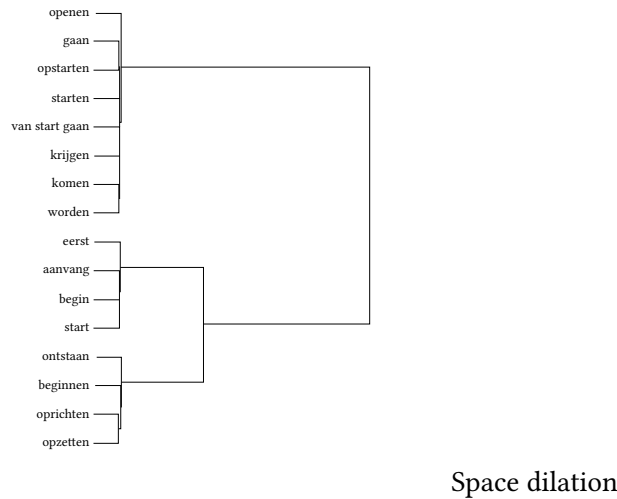 openen
gaan
opstarten
starten
van start gaan
krijgen
komen
worden
eerst
aanvang
begin
start
ontstaan
beginnen
oprichten
opzetten
Space dilation